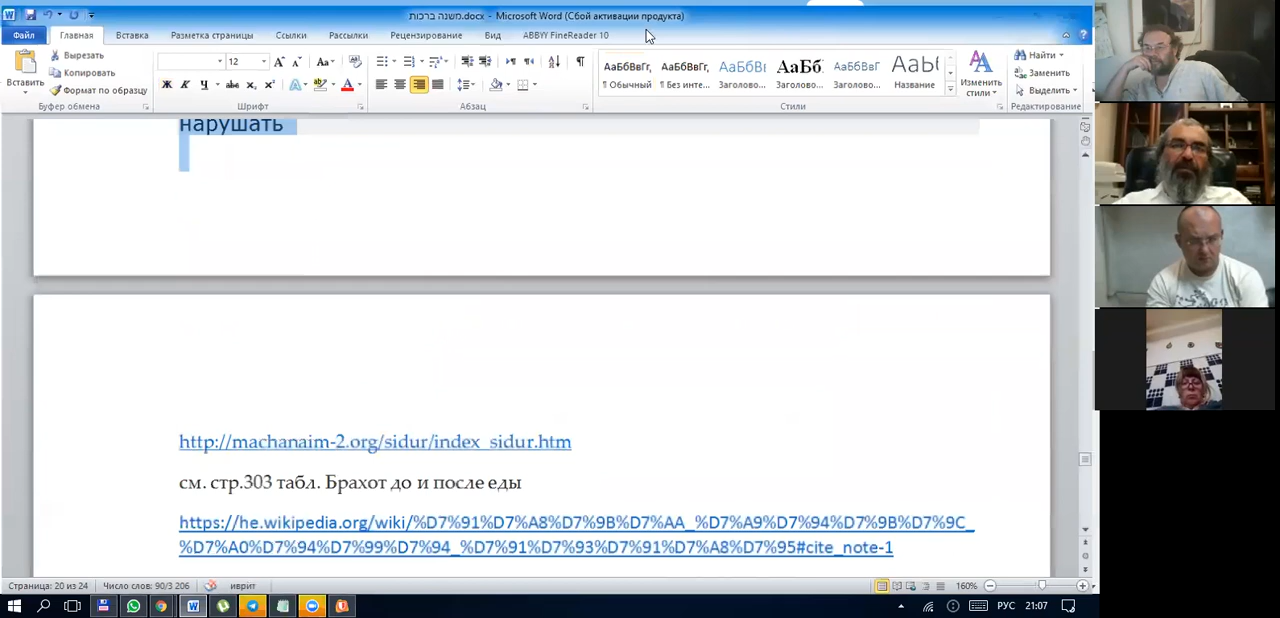 משנה ברכות.docx - Microsoft Word (Сбой активации продукта)
Файл Главная Вставка Разметка страницы Ссылки Рассылки Рецензирование Вид ABBYY FineReader 10
Вставить
Вырезать
Копировать
Формат по образцу
Буфер обмена
12
Aa
Ж К Ч abc x₂ x²
Шрифт
Абзац
АаБбВвГг, АаБбВвГг, АаБбВв АаБб АаБбВвГ АаБ
¶ Обычный ¶ Без инте... Заголово... Заголово... Заголово... Название
Изменить стили
Стили
Найти
Заменить
Выделить
Редактирование
нарушать
http://machanaim-2.org/sidur/index_sidur.htm
см. стр.303 табл. Брахот до и после еды
https://he.wikipedia.org/wiki/%D7%91%D7%A8%D7%9B%D7%AA_%D7%A9%D7%94%D7%9B%D7%9C_
%D7%A0%D7%94%D7%99%D7%94_%D7%91%D7%93%D7%91%D7%A8%D7%95#cite_note-1
Страница: 20 из 24 Число слов: 90/3 206 иврит 160%
РУС 21:07